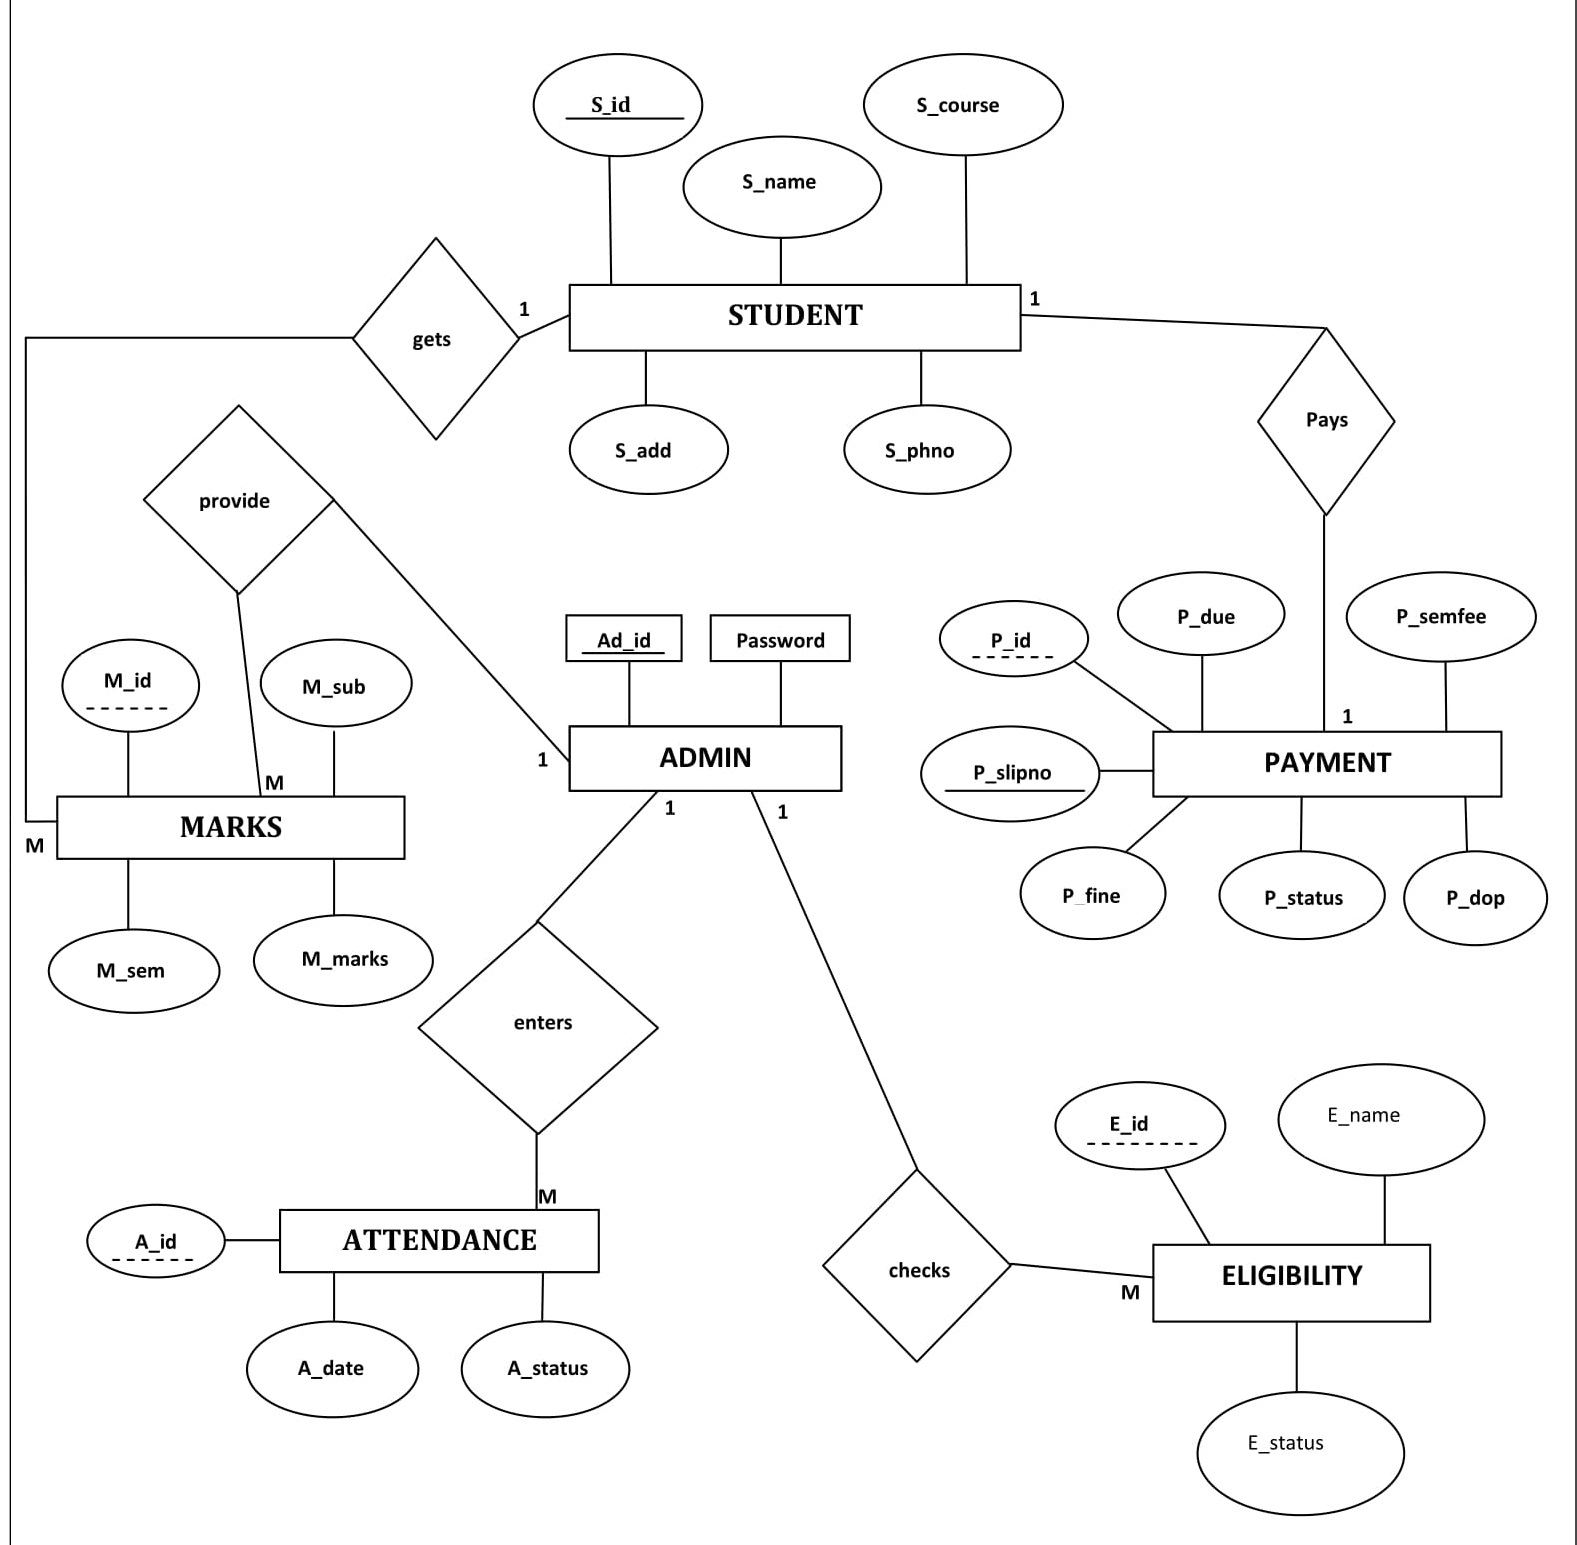 S_id
S_course
S_name
1
1
STUDENT
gets
Pays
S_add
S_phno
provide
P_due
P_semfee
P_id
Ad_id
Password
M_id
M_sub
1
1
ADMIN
PAYMENT
P_slipno
M
1
1
MARKS
M
P_fine
P_status
P_dop
M_sem
M_marks
enters
E_name
E_id
M
A_id
ATTENDANCE
checks
ELIGIBILITY
M
A_date
A_status
E_status